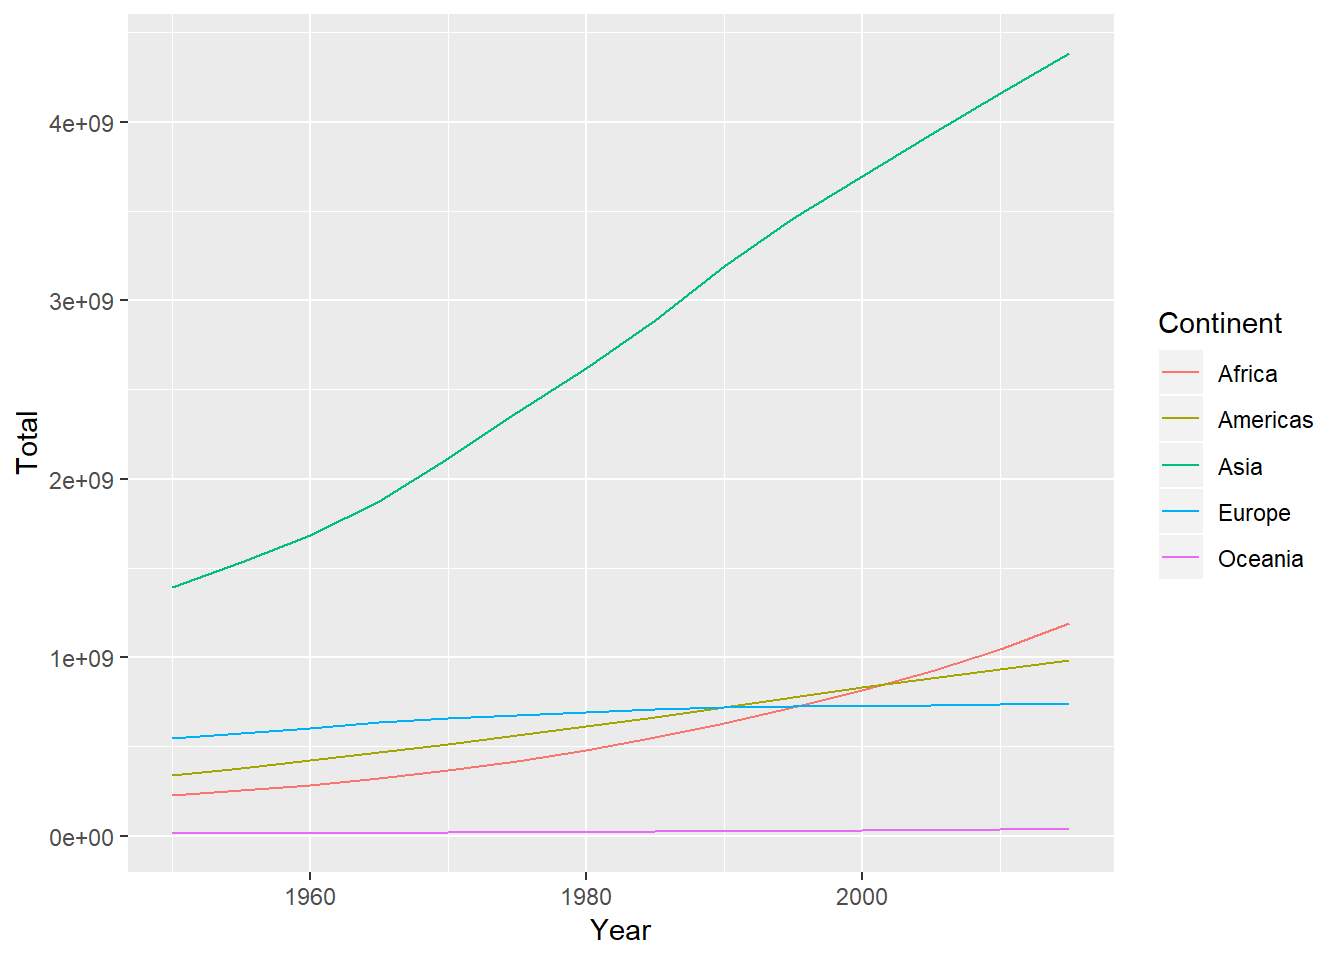 4e+09
3e+09
2e+09
1e+09
0e+00
Total
1960 1980 2000
Year
Continent
Africa
Americas
Asia
Europe
Oceania